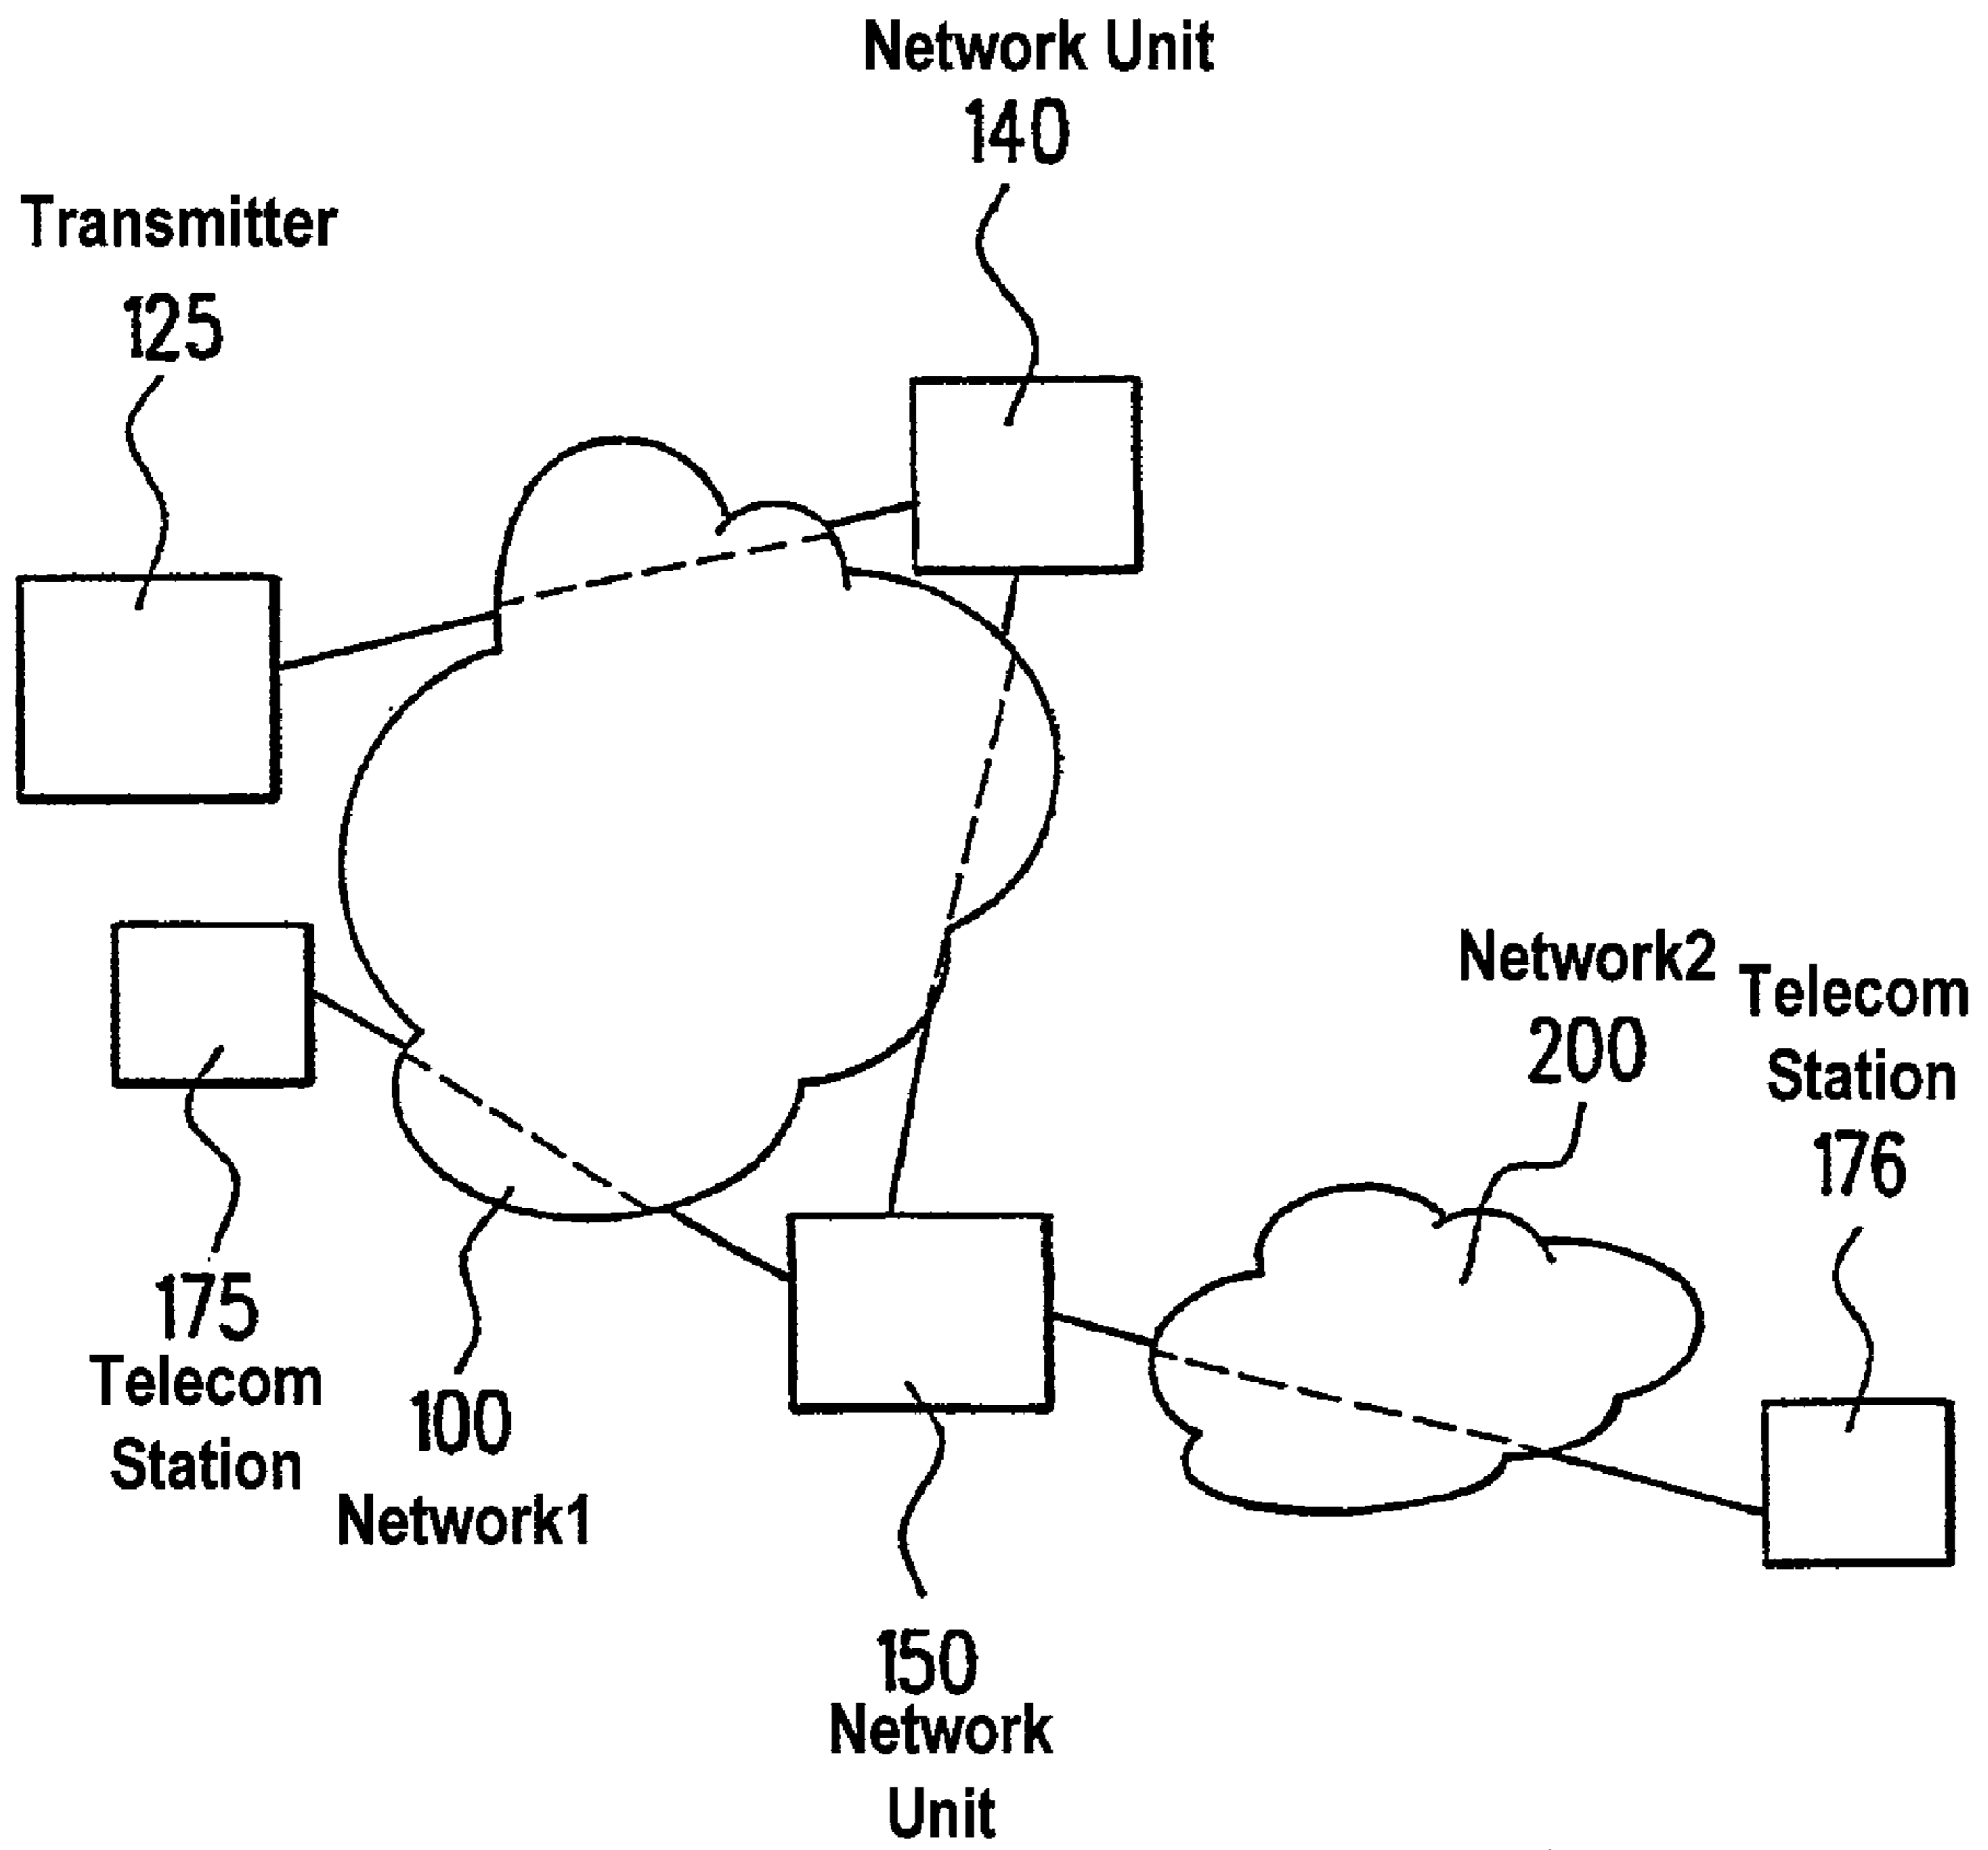 Network Unit
140
Transmitter
125
Network2
200
Telecom
Station
176
175
Telecom
Station
100
Network1
150
Network
Unit